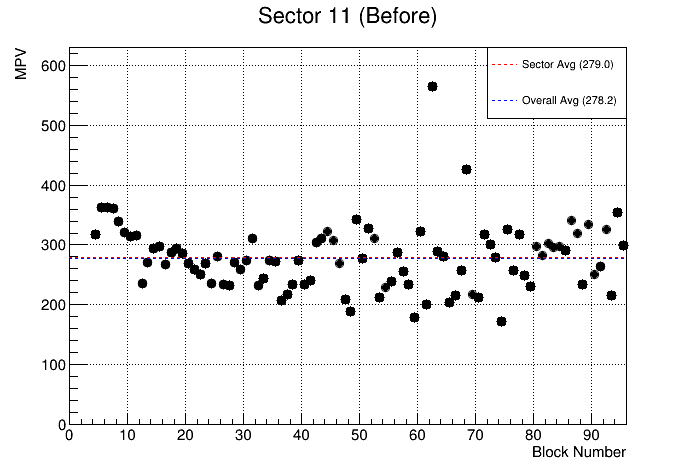 Sector 11 (Before)
MPV
600
500
400
300
200
100
0
Sector Avg (279.0)
Overall Avg (278.2)
0 10 20 30 40 50 60 70 80 90
Block Number